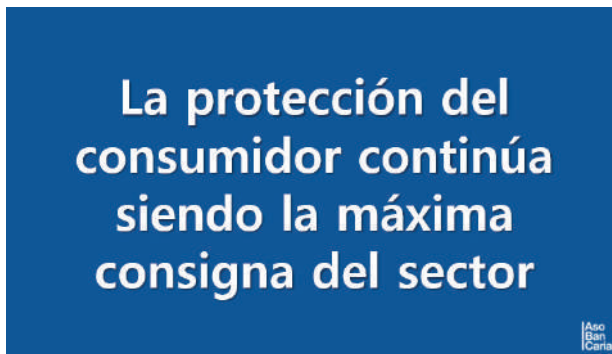 La protección del
consumidor continúa
siendo la máxima
consigna del sector
Aso
Ban
Caria